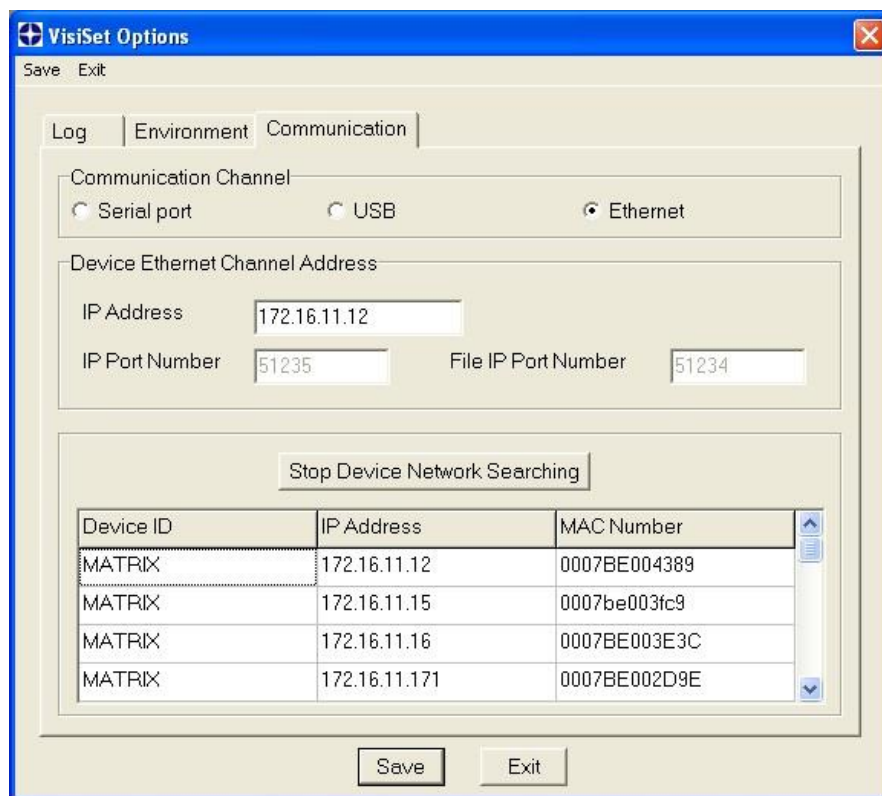 VisiSet Options
Save Exit
Log Environment Communication
Communication Channel
Serial port USB Ethernet
Device Ethernet Channel Address
IP Address 172.16.11.12
IP Port Number 51235 File IP Port Number 51234
Stop Device Network Searching
Device ID IP Address MAC Number
MATRIX 172.16.11.12 0007BE004389
MATRIX 172.16.11.15 0007be003fc9
MATRIX 172.16.11.16 0007BE003E3C
MATRIX 172.16.11.171 0007BE002D9E
Save Exit